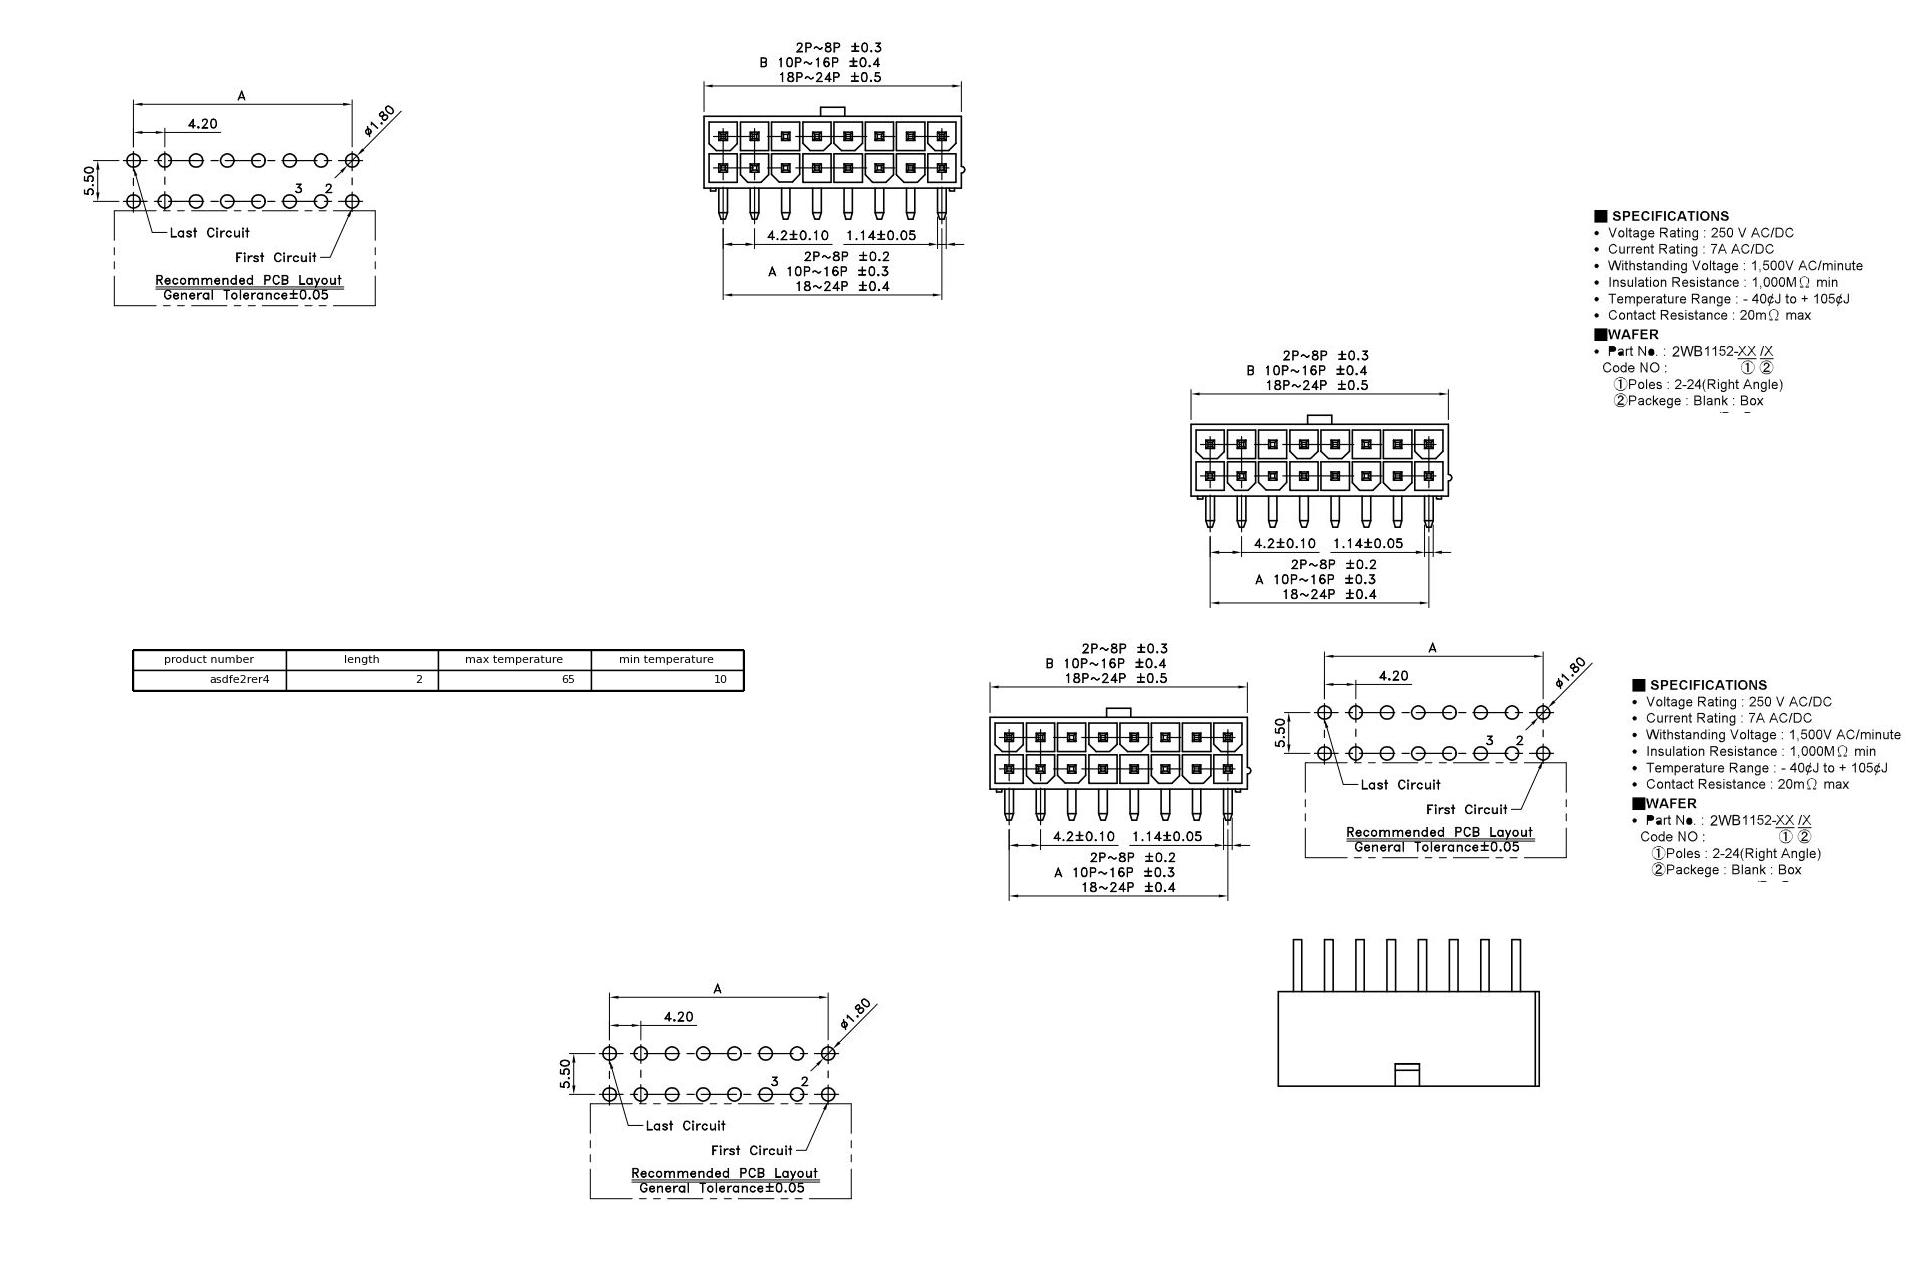 2P~8P ±0.3
B 10P~16P ±0.4
18P~24P ±0.5
4.2±0.10 1.14±0.05
2P~8P ±0.2
A 10P~16P ±0.3
18~24P ±0.4
A
4.20
ø1.80
5.50
3 2
Last Circuit
First Circuit
Recommended PCB Layout
General Tolerance±0.05
■ SPECIFICATIONS
• Voltage Rating : 250 V AC/DC
• Current Rating : 7A AC/DC
• Withstanding Voltage : 1,500V AC/minute
• Insulation Resistance : 1,000MΩ min
• Temperature Range : - 40¢J to + 105¢J
• Contact Resistance : 20mΩ max
■WAFER
• Part No. : 2WB1152-XX /X
Code NO : ① ②
①Poles : 2-24(Right Angle)
②Packege : Blank : Box
2P~8P ±0.3
B 10P~16P ±0.4
18P~24P ±0.5
4.2±0.10 1.14±0.05
2P~8P ±0.2
A 10P~16P ±0.3
18~24P ±0.4
product number length max temperature min temperature
asdfe2rer4 2 65 10
2P~8P ±0.3
B 10P~16P ±0.4
18P~24P ±0.5
4.2±0.10 1.14±0.05
2P~8P ±0.2
A 10P~16P ±0.3
18~24P ±0.4
A
4.20
ø1.80
5.50
3 2
Last Circuit
First Circuit
Recommended PCB Layout
General Tolerance±0.05
■ SPECIFICATIONS
• Voltage Rating : 250 V AC/DC
• Current Rating : 7A AC/DC
• Withstanding Voltage : 1,500V AC/minute
• Insulation Resistance : 1,000MΩ min
• Temperature Range : - 40¢J to + 105¢J
• Contact Resistance : 20mΩ max
■WAFER
• Part No. : 2WB1152-XX /X
Code NO : ① ②
①Poles : 2-24(Right Angle)
②Packege : Blank : Box
A
4.20
ø1.80
5.50
3 2
Last Circuit
First Circuit
Recommended PCB Layout
General Tolerance±0.05